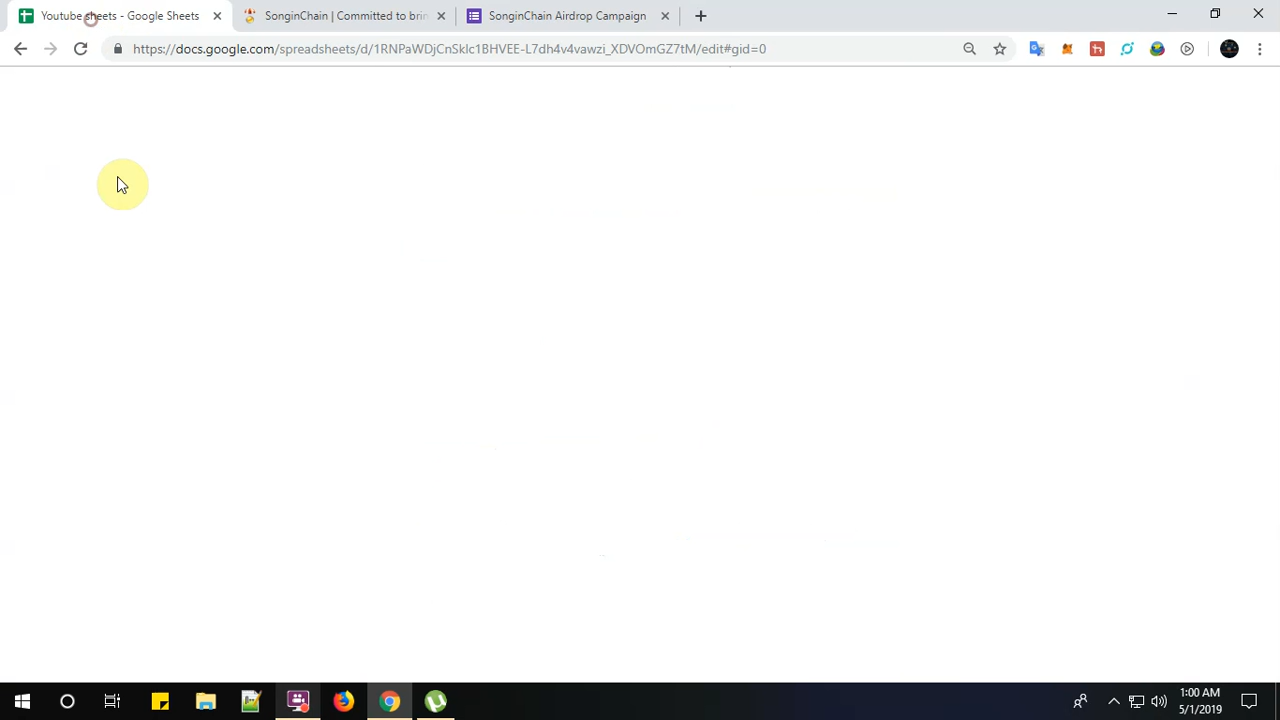 Youtube sheets - Google Sheets
SonginChain | Committed to brin
SonginChain Airdrop Campaign
https://docs.google.com/spreadsheets/d/1RNPaWDjCnSkIc1BHVEE-L7dh4v4vawzi_XDVOmGZ7tM/edit#gid=0
1:00 AM
5/1/2019